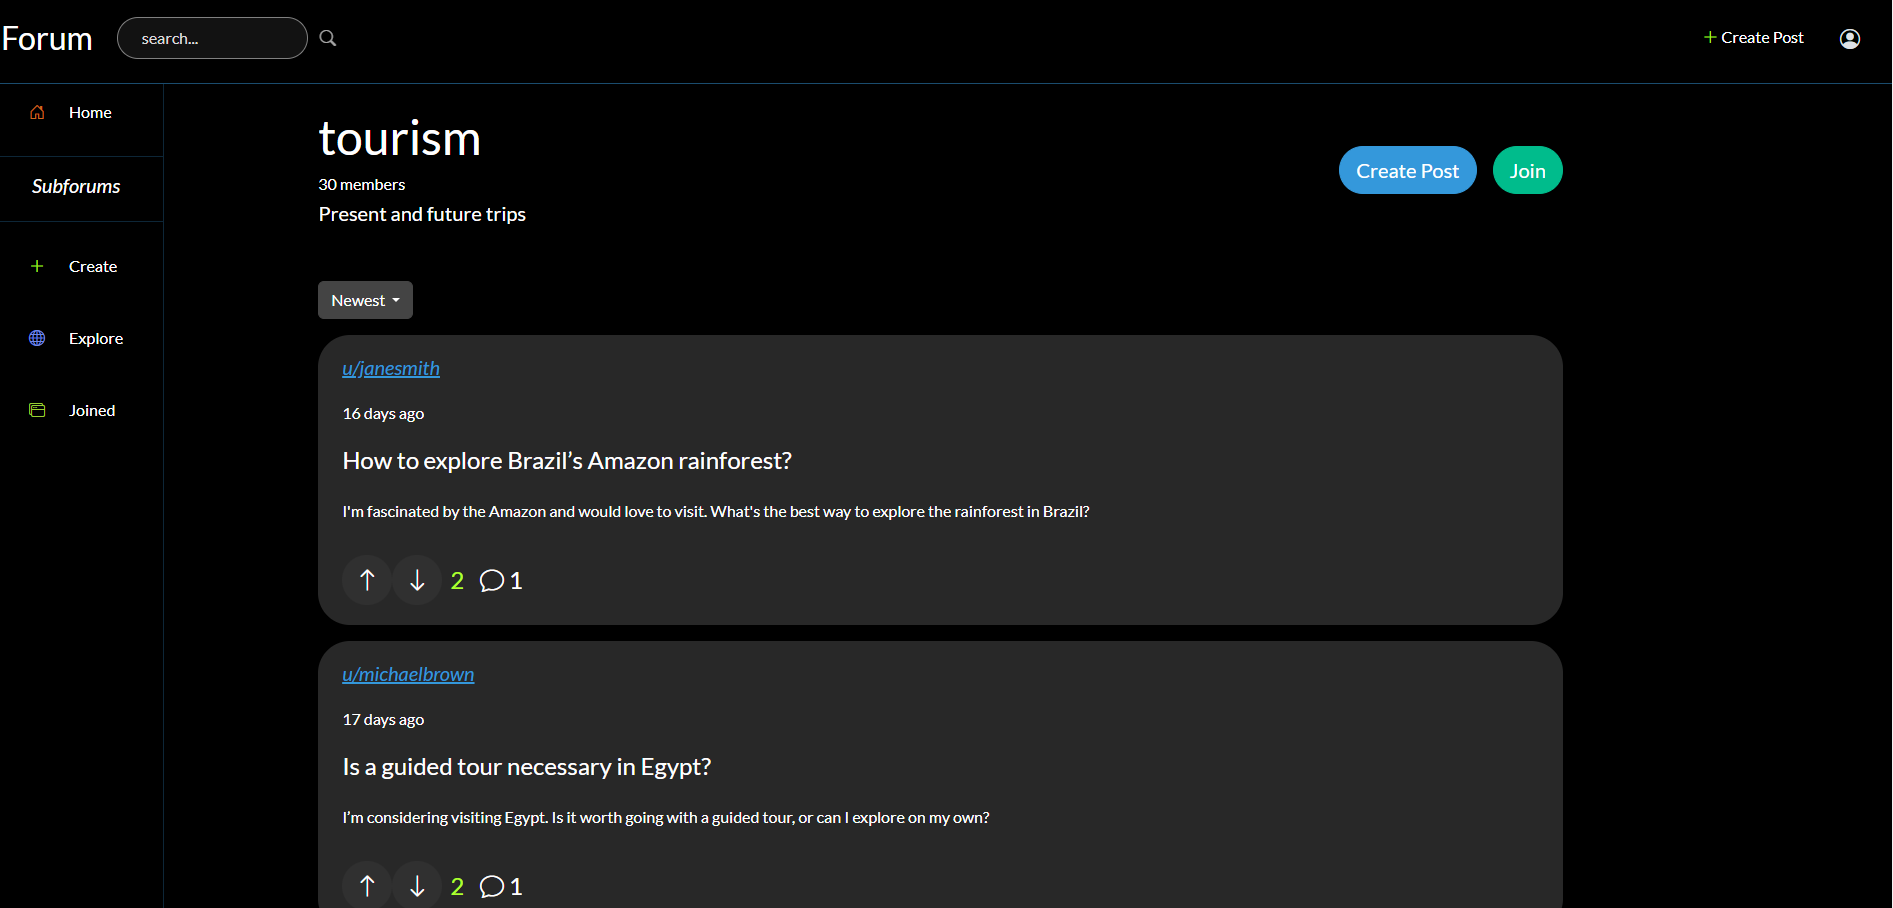 Forum
search...
Create Post
Home
Subforums
Create
Explore
Joined
tourism
30 members
Present and future trips
Create Post
Join
Newest
u/janesmith
16 days ago
How to explore Brazil’s Amazon rainforest?
I'm fascinated by the Amazon and would love to visit. What's the best way to explore the rainforest in Brazil?
2 1
u/michaelbrown
17 days ago
Is a guided tour necessary in Egypt?
I’m considering visiting Egypt. Is it worth going with a guided tour, or can I explore on my own?
2 1